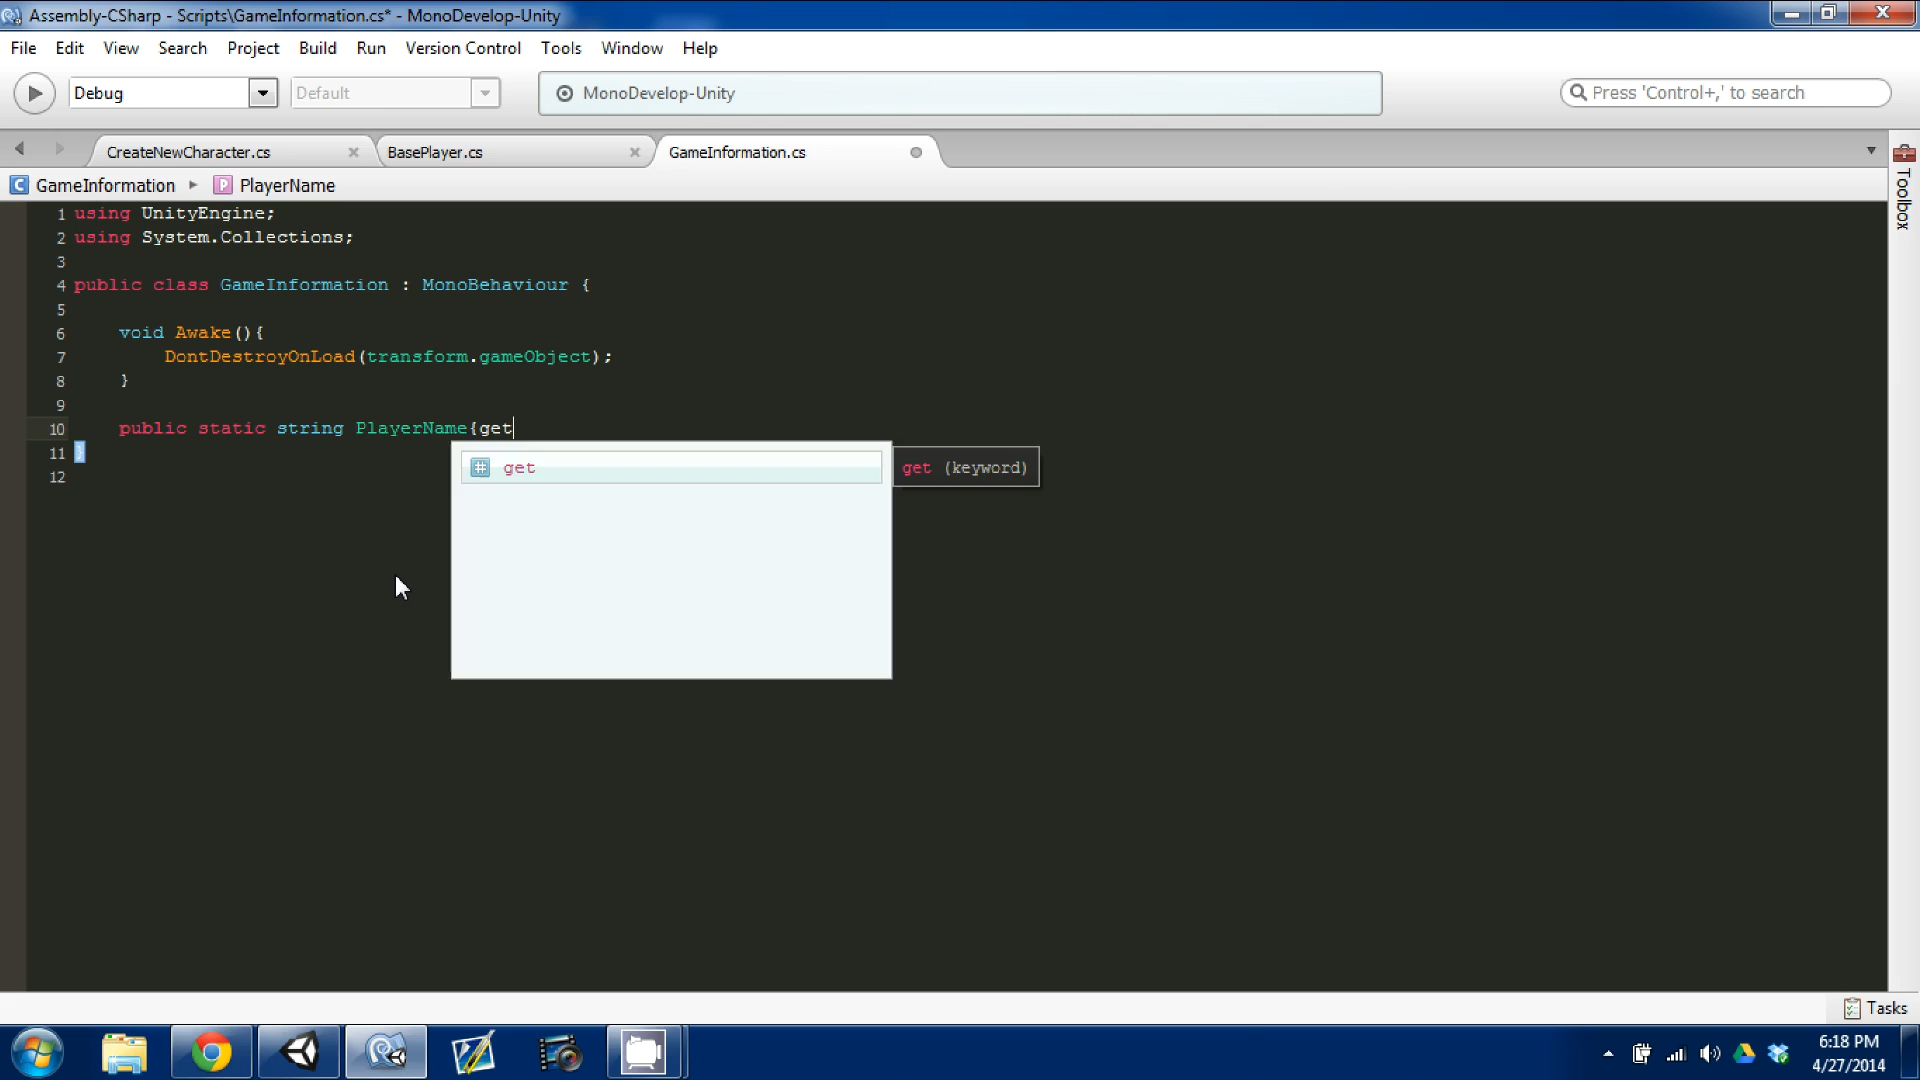 Assembly-CSharp - Scripts\GameInformation.cs* - MonoDevelop-Unity
File Edit View Search Project Build Run Version Control Tools Window Help
Debug Default MonoDevelop-Unity Press 'Control+,' to search
CreateNewCharacter.cs BasePlayer.cs GameInformation.cs
C GameInformation P PlayerName
Toolbox
1 using UnityEngine;
2 using System.Collections;
3
4 public class GameInformation : MonoBehaviour {
5
6 void Awake(){
7 DontDestroyOnLoad(transform.gameObject);
8 }
9
10 public static string PlayerName{get
11 }
12
# get
get (keyword)
Tasks
6:18 PM
4/27/2014